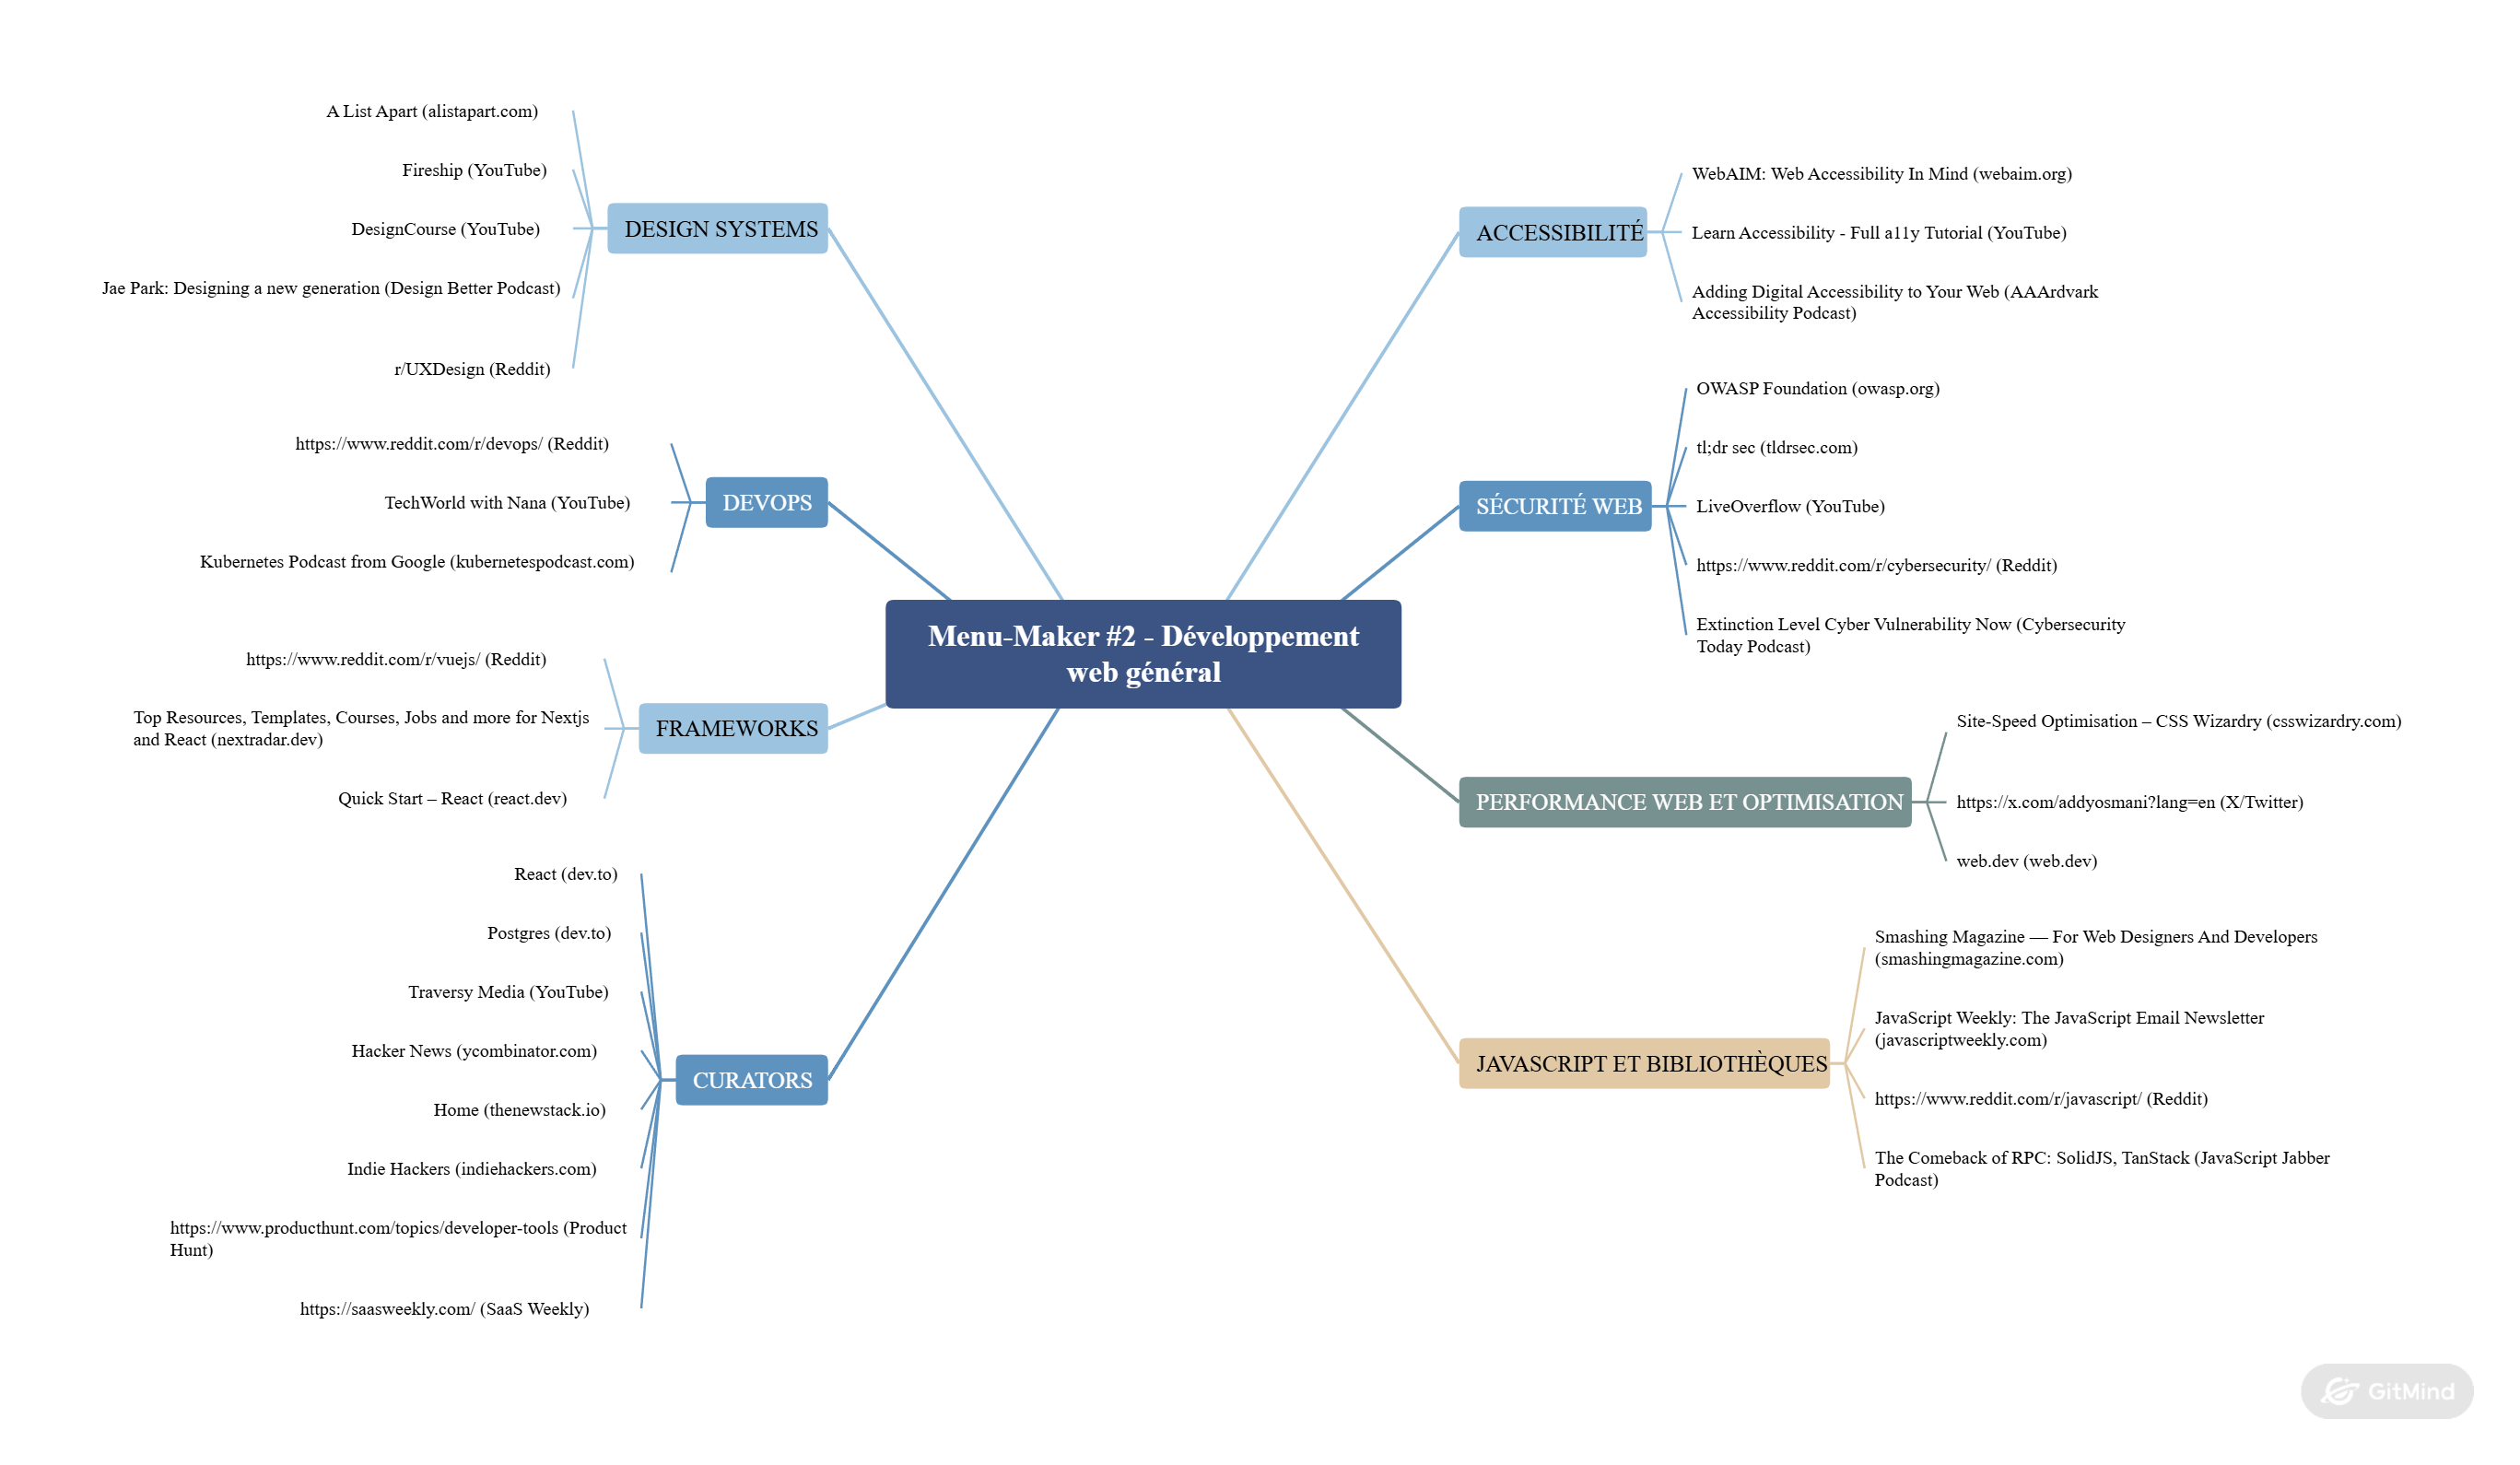 Menu-Maker #2 - Développement
web général
DESIGN SYSTEMS
A List Apart (alistapart.com)
Fireship (YouTube)
DesignCourse (YouTube)
Jae Park: Designing a new generation (Design Better Podcast)
r/UXDesign (Reddit)
DEVOPS
https://www.reddit.com/r/devops/ (Reddit)
TechWorld with Nana (YouTube)
Kubernetes Podcast from Google (kubernetespodcast.com)
FRAMEWORKS
https://www.reddit.com/r/vuejs/ (Reddit)
Top Resources, Templates, Courses, Jobs and more for Nextjs
and React (nextradar.dev)
Quick Start – React (react.dev)
CURATORS
React (dev.to)
Postgres (dev.to)
Traversy Media (YouTube)
Hacker News (ycombinator.com)
Home (thenewstack.io)
Indie Hackers (indiehackers.com)
https://www.producthunt.com/topics/developer-tools (Product
Hunt)
https://saasweekly.com/ (SaaS Weekly)
ACCESSIBILITÉ
WebAIM: Web Accessibility In Mind (webaim.org)
Learn Accessibility - Full a11y Tutorial (YouTube)
Adding Digital Accessibility to Your Web (AAArdvark
Accessibility Podcast)
SÉCURITÉ WEB
OWASP Foundation (owasp.org)
tl;dr sec (tldrsec.com)
LiveOverflow (YouTube)
https://www.reddit.com/r/cybersecurity/ (Reddit)
Extinction Level Cyber Vulnerability Now (Cybersecurity
Today Podcast)
PERFORMANCE WEB ET OPTIMISATION
Site-Speed Optimisation – CSS Wizardry (csswizardry.com)
https://x.com/addyosmani?lang=en (X/Twitter)
web.dev (web.dev)
JAVASCRIPT ET BIBLIOTHÈQUES
Smashing Magazine — For Web Designers And Developers
(smashingmagazine.com)
JavaScript Weekly: The JavaScript Email Newsletter
(javascriptweekly.com)
https://www.reddit.com/r/javascript/ (Reddit)
The Comeback of RPC: SolidJS, TanStack (JavaScript Jabber
Podcast)
GitMind